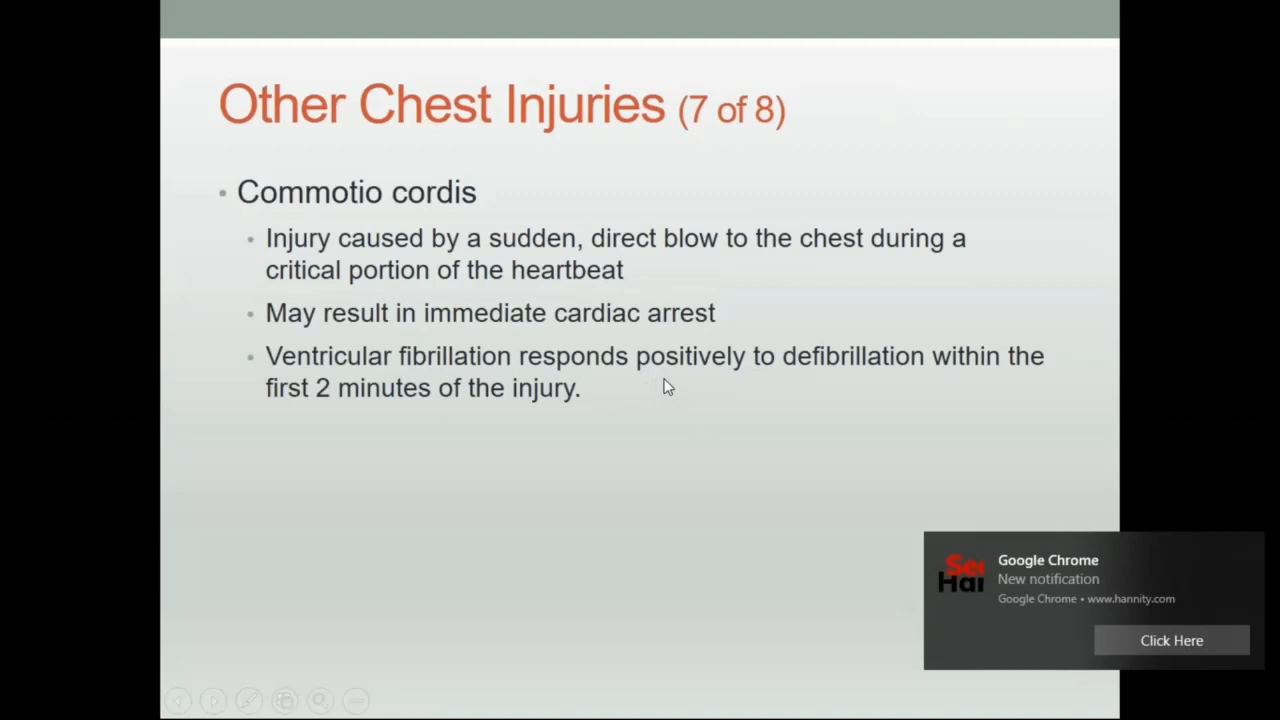 Other Chest Injuries (7 of 8)
• Commotio cordis
• Injury caused by a sudden, direct blow to the chest during a
critical portion of the heartbeat
• May result in immediate cardiac arrest
• Ventricular fibrillation responds positively to defibrillation within the
first 2 minutes of the injury.
Google Chrome
New notification
Google Chrome • www.hannity.com
Click Here